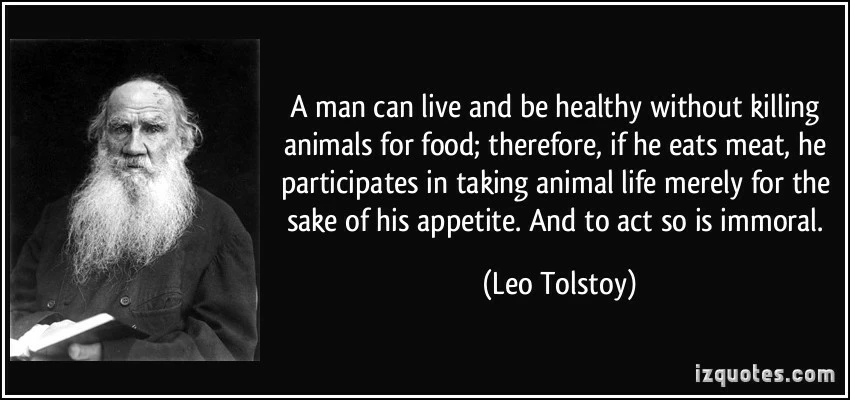 A man can live and be healthy without killing
animals for food; therefore, if he eats meat, he
participates in taking animal life merely for the
sake of his appetite. And to act so is immoral.
(Leo Tolstoy)
izquotes.com